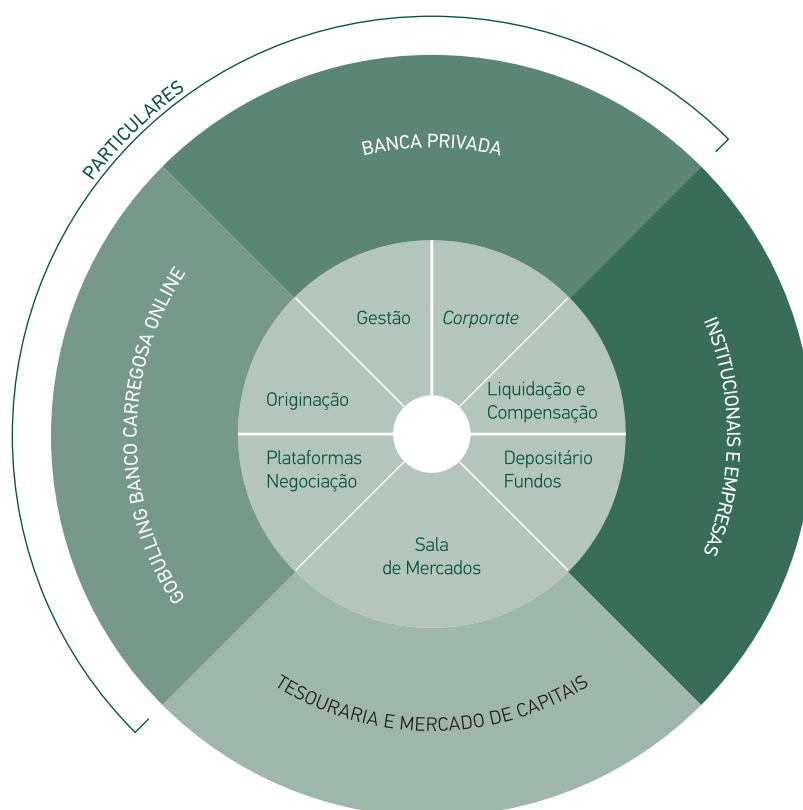 PARTICULARES
BANCA PRIVADA
GOBULLING BANCO CARREGOSA ONLINE
INSTITUCIONAIS E EMPRESAS
Gestão
Corporate
Originação
Liquidação e
Compensação
Plataformas
Negociação
Depositário
Fundos
Sala
de Mercados
TESOURARIA E MERCADO DE CAPITAIS